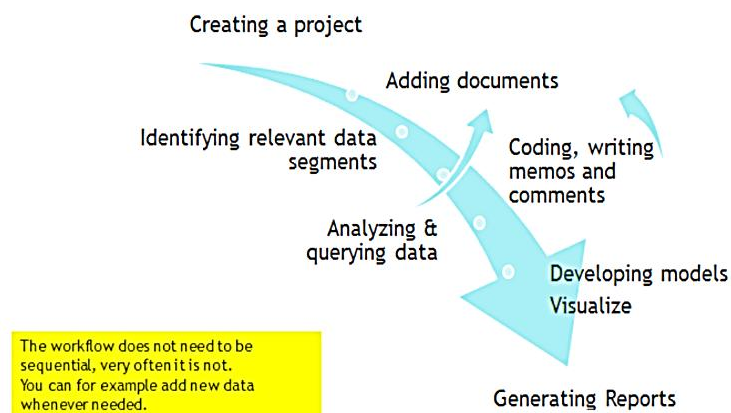 Creating a project
Adding documents
Identifying relevant data
segments
Coding, writing
memos and
comments
Analyzing &
querying data
Developing models
Visualize
The workflow does not need to be
sequential, very often it is not.
You can for example add new data
whenever needed.
Generating Reports